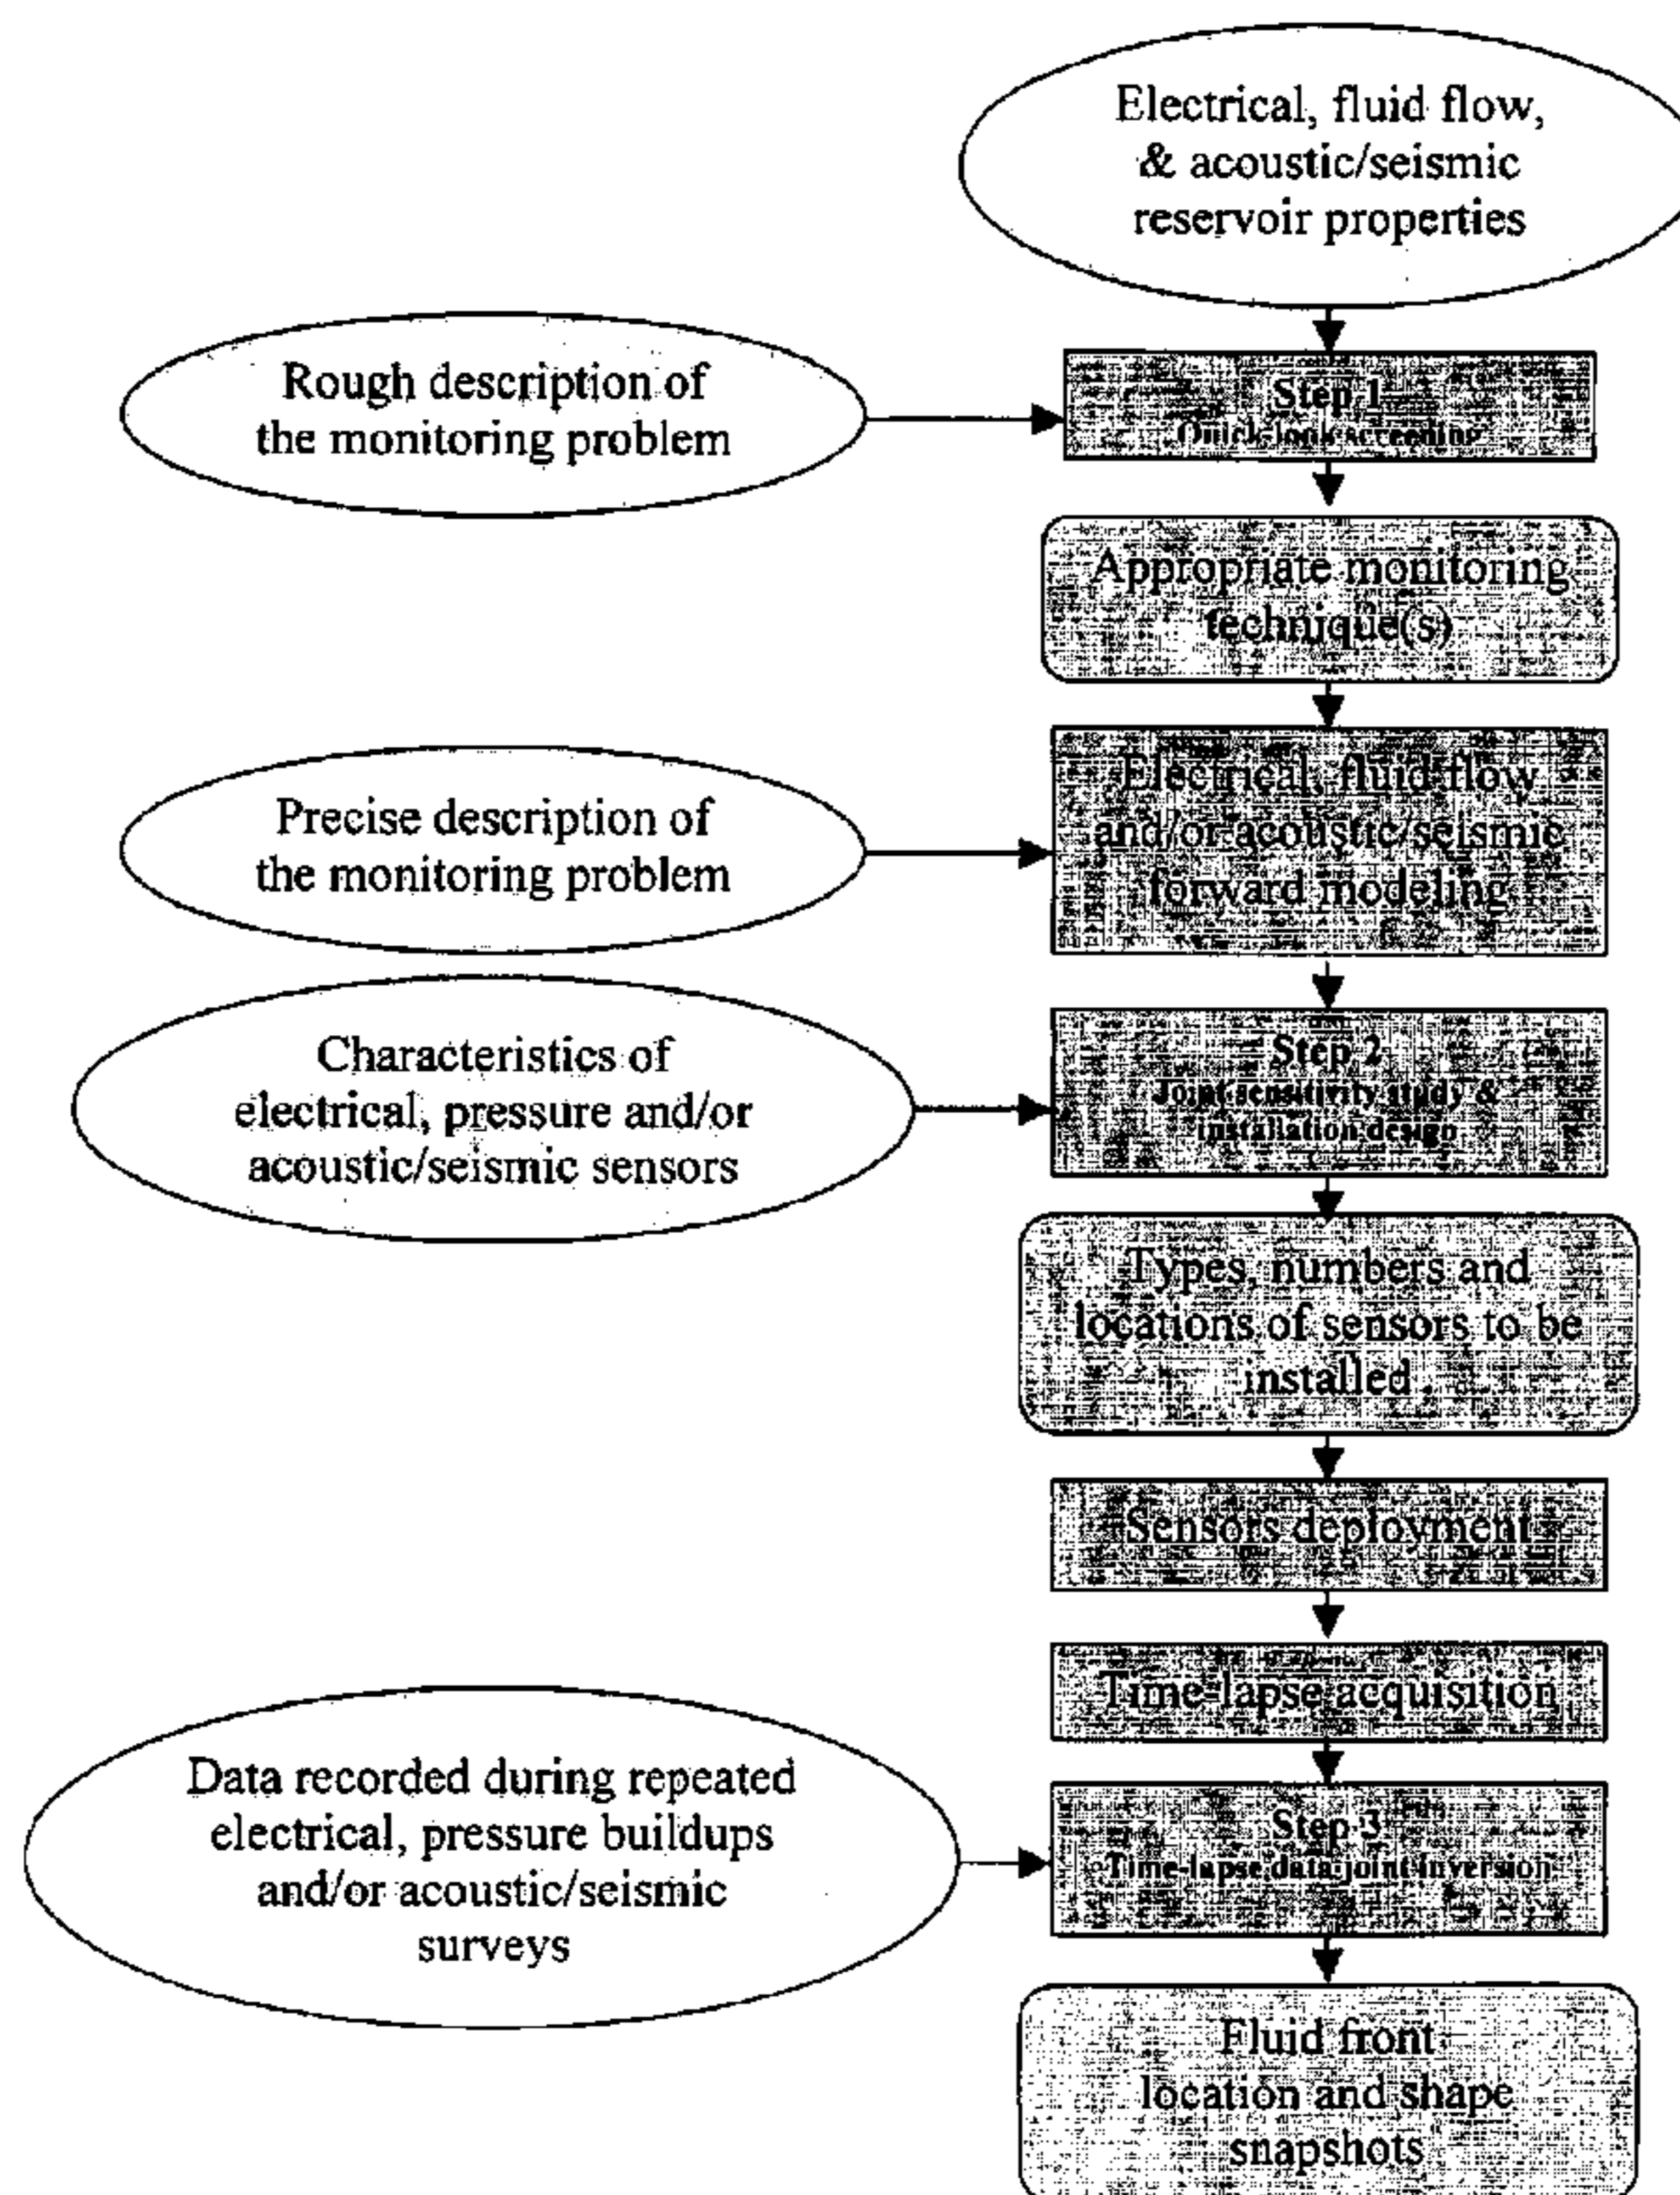 Electrical, fluid flow,
& acoustic/seismic
reservoir properties
Rough description of
the monitoring problem
Step 1
Quick-look screening
Appropriate monitoring
technique(s)
Precise description of
the monitoring problem
Electrical, fluid flow
and/or acoustic/seismic
forward modeling
Characteristics of
electrical, pressure and/or
acoustic/seismic sensors
Step 2
Joint sensitivity study &
installation design
Types, numbers and
locations of sensors to be
installed
Sensors deployment
Time-lapse acquisition
Data recorded during repeated
electrical, pressure buildups
and/or acoustic/seismic
surveys
Step 3
Time-lapse data joint inversion
Fluid front
location and shape
snapshots